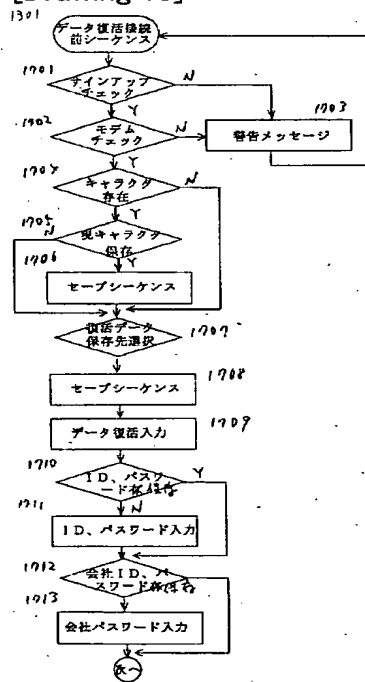 1301
データ復活接続
前シーケンス
1701
サインアップ
チェック
N
Y
1702
モデム
チェック
N
Y
1703
警告メッセージ
1704
キャラクタ
存在
N
Y
1705
N
現キャラクタ
保存
Y
1706
セーブシーケンス
1707
復活データ
保存先選択
1708
セーブシーケンス
1709
データ復活入力
1710
ID、パスワ
ード
Y
N
1711
ID、パスワード入力
1712
会社ID、パ
スワード
1713
会社パスワード入力
次へ